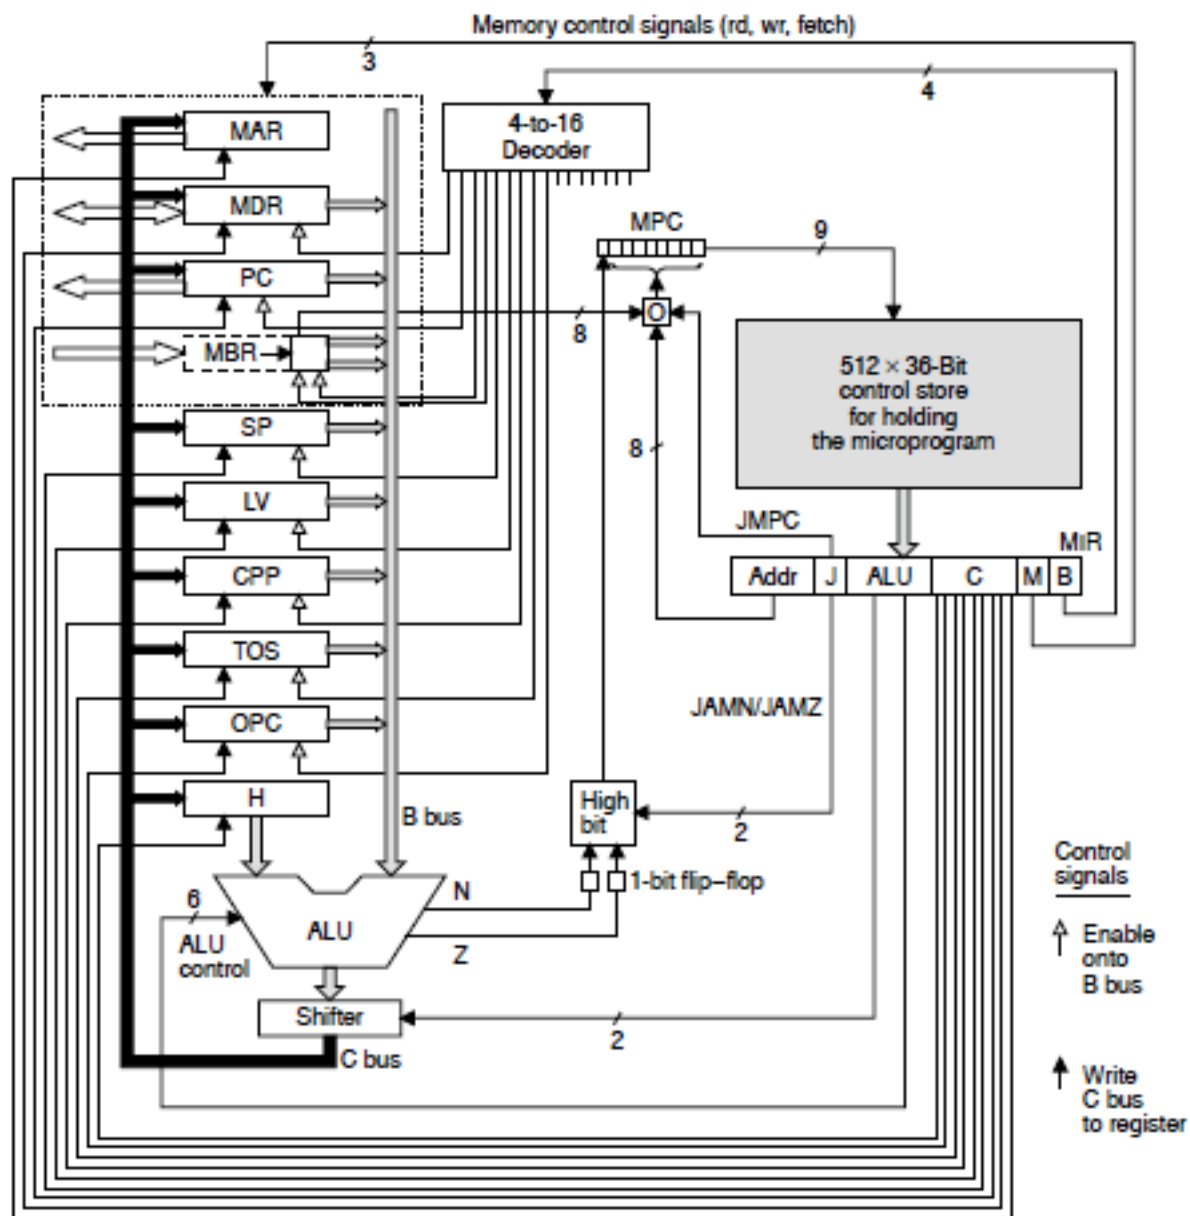 Memory control signals (rd, wr, fetch)
3
4
MAR
4-to-16
Decoder
MDR
MPC
9
PC
O
8
MBR
512 × 36-Bit
control store
for holding
the microprogram
SP
8
LV
JMPC
MIR
CPP
Addr
J
ALU
C
M
B
TOS
JAMN/JAMZ
OPC
H
B bus
High
bit
2
Control
signals
1-bit flip–flop
6
N
ALU
ALU
control
Z
Enable
onto
B bus
Shifter
2
C bus
Write
C bus
to register